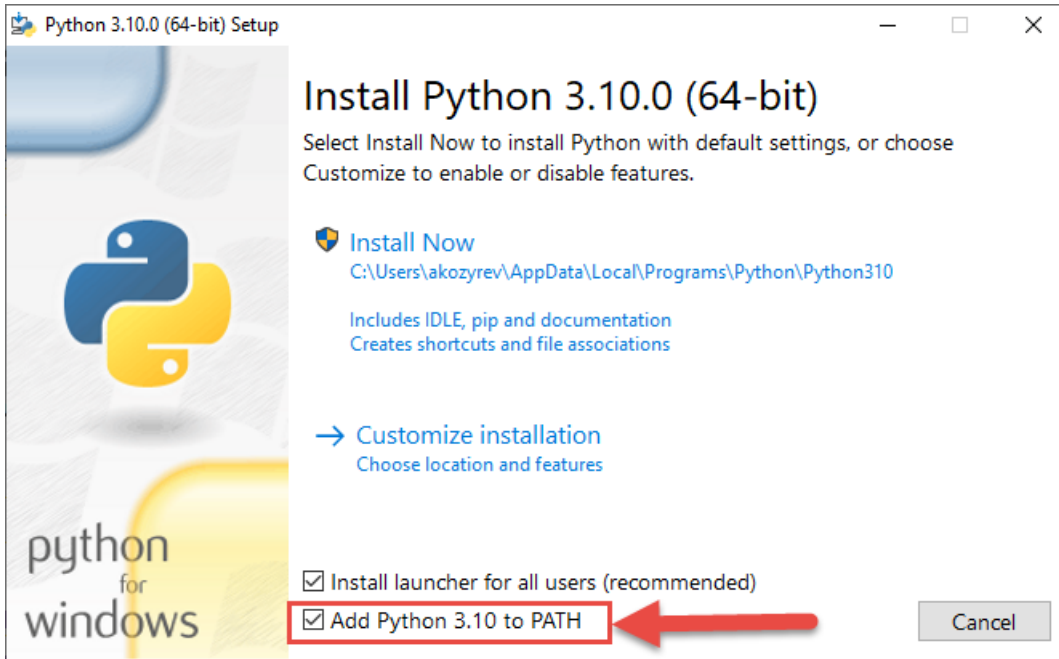 Python 3.10.0 (64-bit) Setup
Install Python 3.10.0 (64-bit)
Select Install Now to install Python with default settings, or choose
Customize to enable or disable features.
Install Now
C:\Users\akozyrev\AppData\Local\Programs\Python\Python310
Includes IDLE, pip and documentation
Creates shortcuts and file associations
Customize installation
Choose location and features
python
for
windows
Install launcher for all users (recommended)
Add Python 3.10 to PATH
Cancel